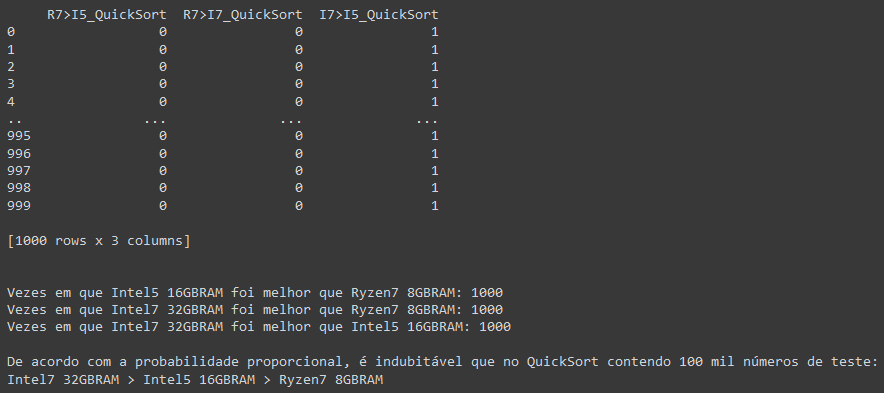 R7>I5_QuickSort R7>I7_QuickSort I7>I5_QuickSort
0 0 0 1
1 0 0 1
2 0 0 1
3 0 0 1
4 0 0 1
.. ... ... ...
995 0 0 1
996 0 0 1
997 0 0 1
998 0 0 1
999 0 0 1
[1000 rows x 3 columns]
Vezes em que Intel5 16GBRAM foi melhor que Ryzen7 8GBRAM: 1000
Vezes em que Intel7 32GBRAM foi melhor que Ryzen7 8GBRAM: 1000
Vezes em que Intel7 32GBRAM foi melhor que Intel5 16GBRAM: 1000
De acordo com a probabilidade proporcional, é indubitável que no QuickSort contendo 100 mil números de teste:
Intel7 32GBRAM > Intel5 16GBRAM > Ryzen7 8GBRAM